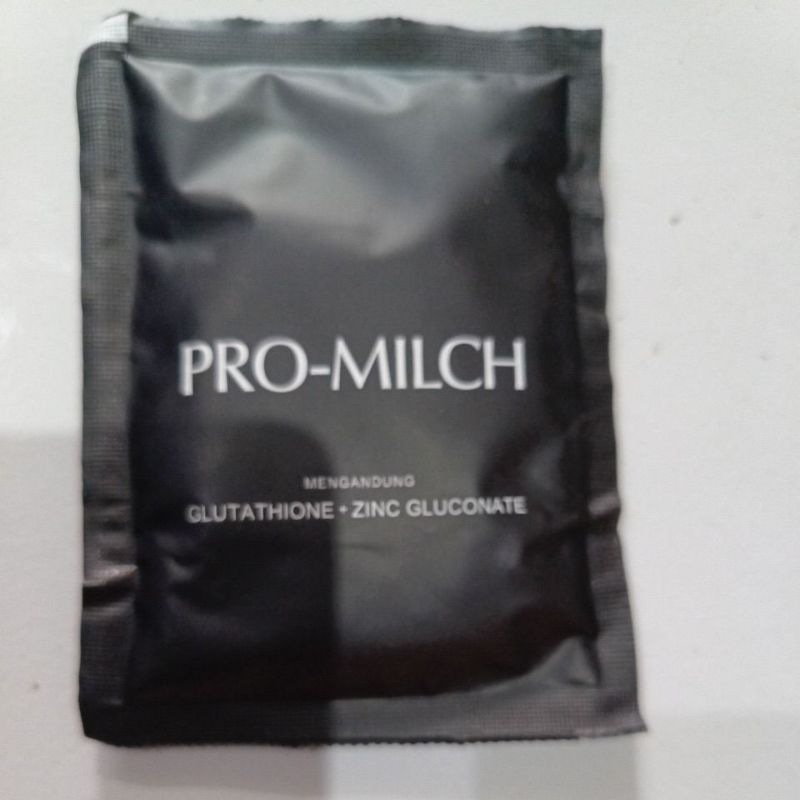 PRO-MILCH
MENGANDUNG
GLUTATHIONE + ZINC GLUCONATE